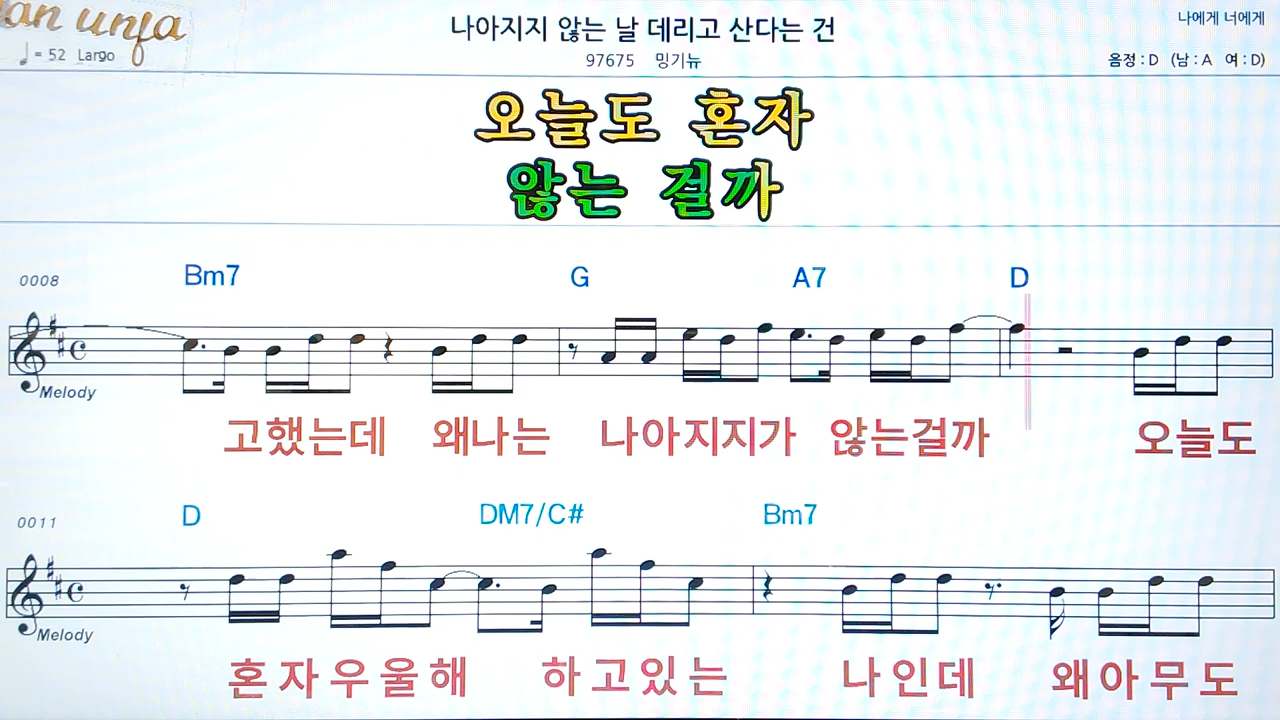 나아지지 않는 날 데리고 산다는 건
나에게 너에게
♩ = 52 Largo
97675 밍기뉴
음정 : D (남 : A 여 : D)
오늘도 혼자
않는 걸까
0008 Bm7 G A7 D
Melody
고했는데 왜나는 나아지지가 않는걸까 오늘도
0011 D DM7/C# Bm7
Melody
혼자우울해 하고있는 나인데 왜아무도